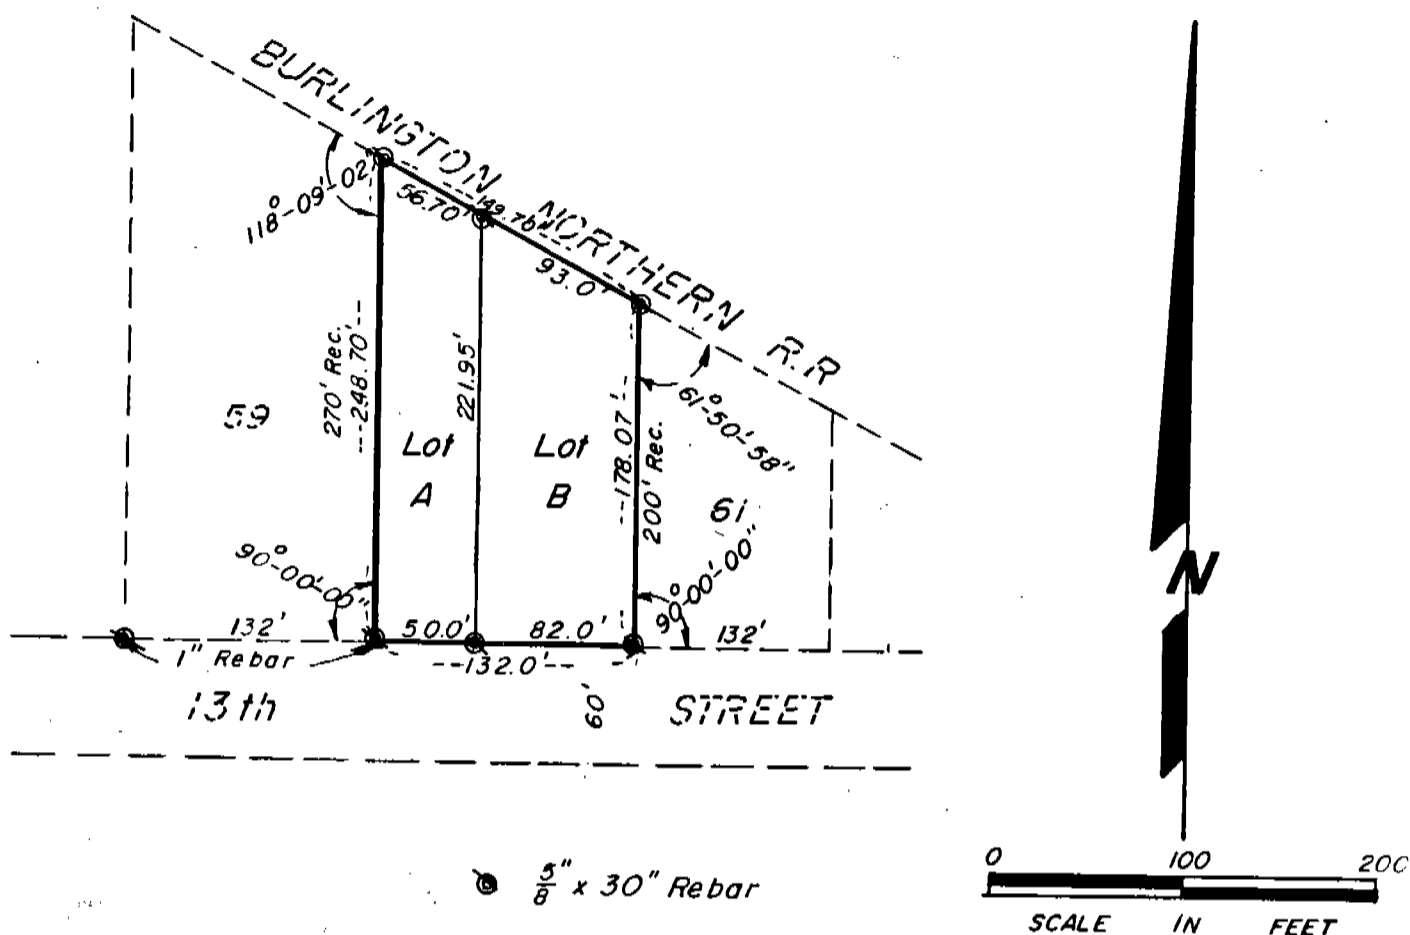 BURLINGTON NORTHERN R.R
118°-09'-02"
56.70'
149.70'
93.0'
270' Rec.
---248.70'---
221.95'
---178.07'---
200' Rec.
61°-50'-58"
59
Lot
A
Lot
B
61
90°-00'-05"
90°-00'-00"
132'
50.0'
82.0'
132'
1" Rebar
---132.0'---
13th
60'
STREET
5/8" x 30" Rebar
N
0 100 200
SCALE IN FEET